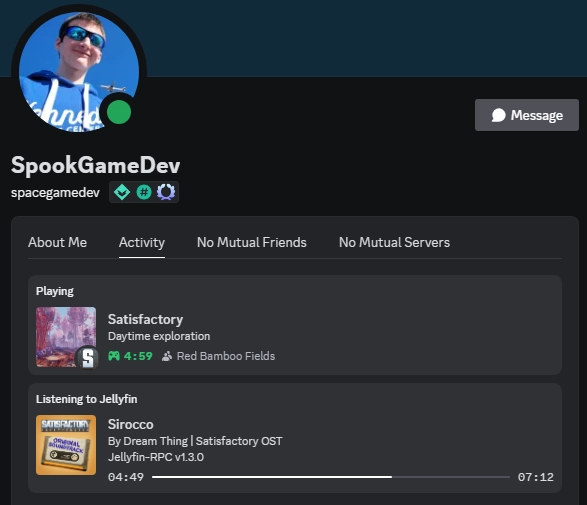 Kenned
Message
SpookGameDev
spacegamedev
#
About Me
Activity
No Mutual Friends
No Mutual Servers
Playing
Satisfactory
Daytime exploration
4:59
Red Bamboo Fields
S
Listening to Jellyfin
SATISFACTORY
ORIGINAL
SOUNDTRACK
Sirocco
By Dream Thing | Satisfactory OST
Jellyfin-RPC v1.3.0
04:49
07:12